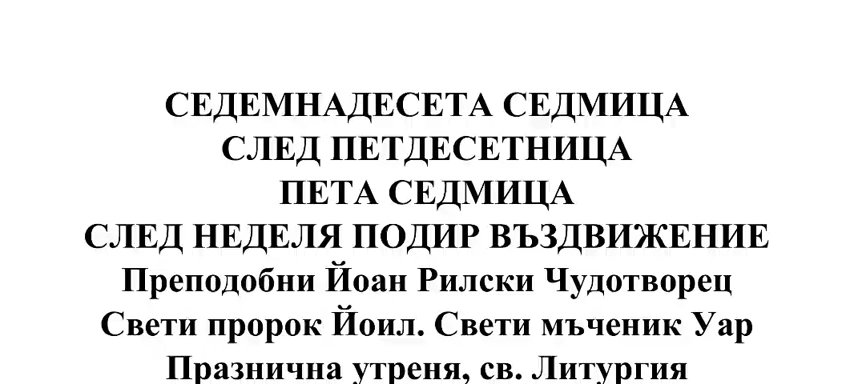 СЕДЕМНАДЕСЕТА СЕДМИЦА
СЛЕД ПЕТДЕСЕТНИЦА
ПЕТА СЕДМИЦА
СЛЕД НЕДЕЛЯ ПОДИР ВЪЗДВИЖЕНИЕ
Преподобни Йоан Рилски Чудотворец
Свети пророк Йоил. Свети мъченик Уар
Празнична утреня, св. Литургия